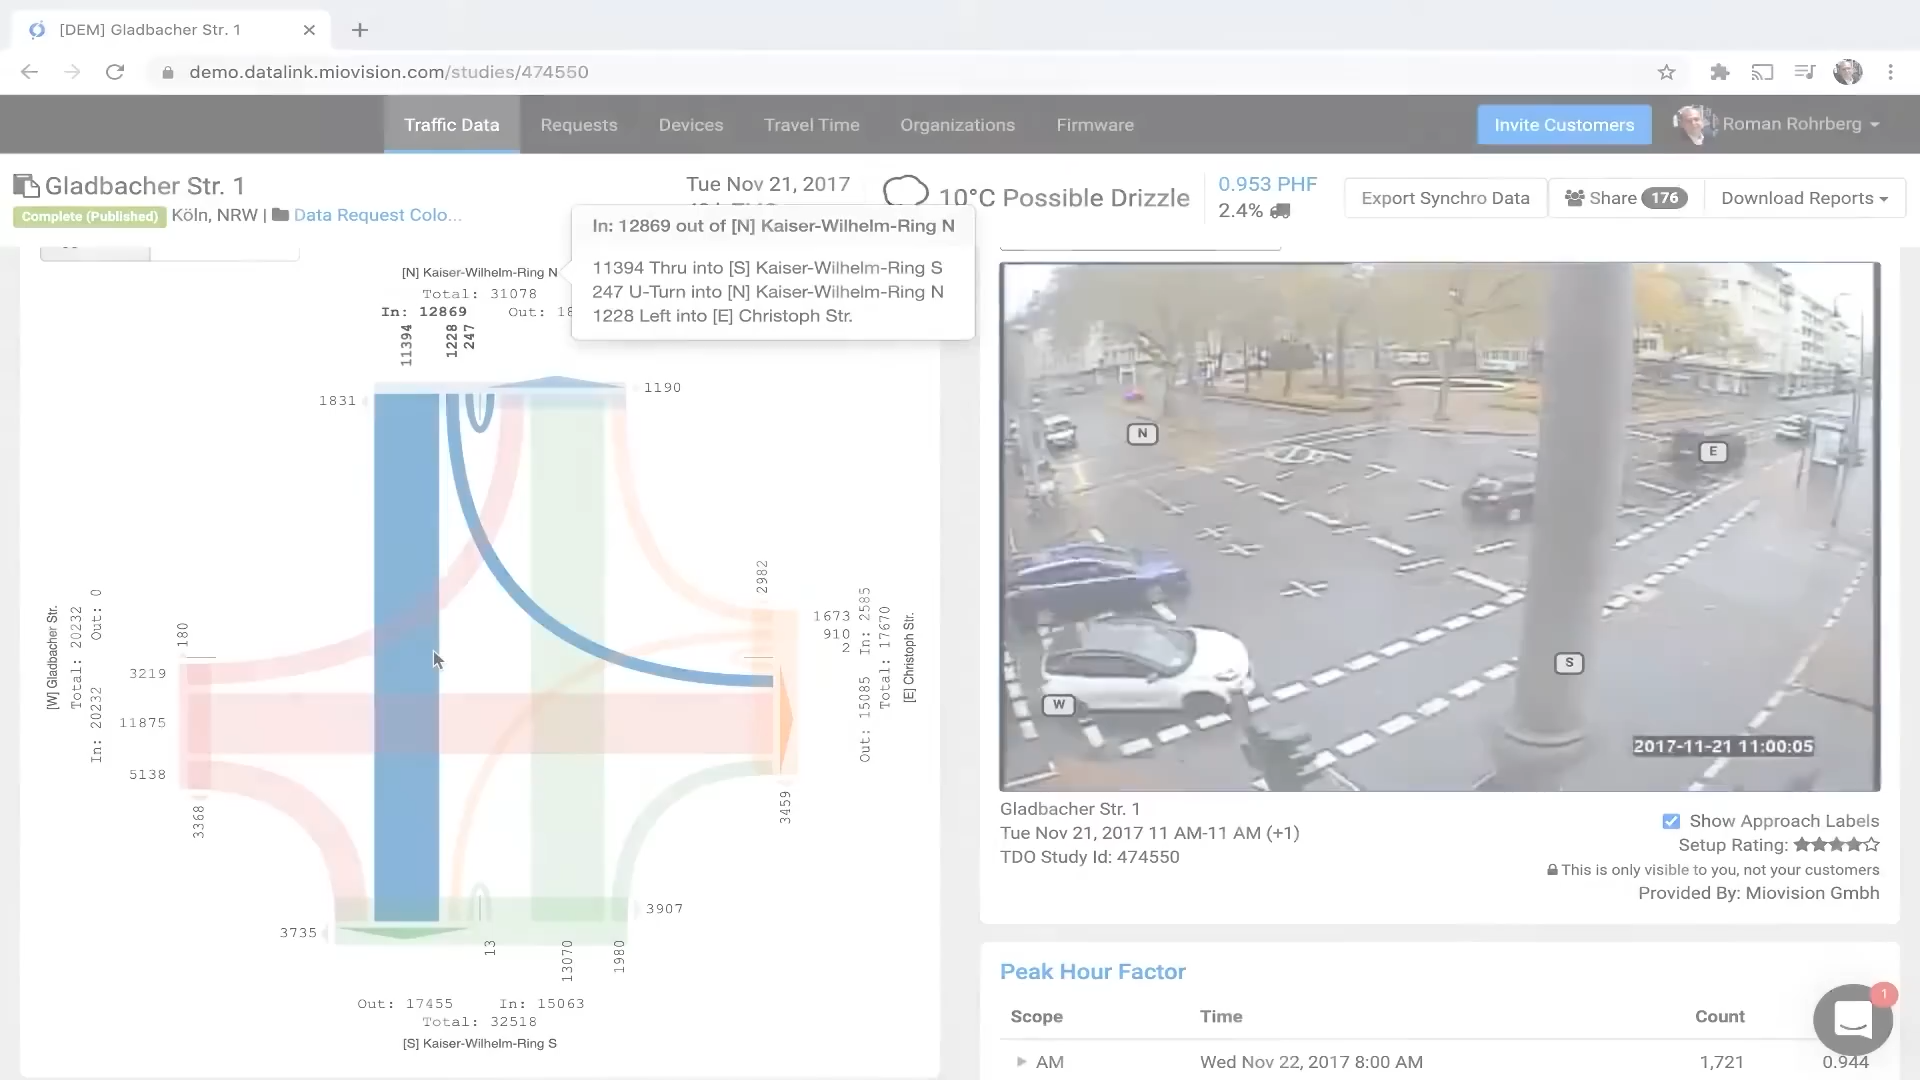 [DEM] Gladbacher Str. 1
demo.datalink.miovision.com/studies/474550
Traffic Data
Requests
Devices
Travel Time
Organizations
Firmware
Invite Customers
Roman Rohrberg
Gladbacher Str. 1
Complete (Published)
Köln, NRW |
Data Request Colo...
Tue Nov 21, 2017
10°C Possible Drizzle
0.953 PHF
2.4%
Export Synchro Data
Share 176
Download Reports
In: 12869 out of [N] Kaiser-Wilhelm-Ring N
11394 Thru into [S] Kaiser-Wilhelm-Ring S
247 U-Turn into [N] Kaiser-Wilhelm-Ring N
1228 Left into [E] Christoph Str.
[N] Kaiser-Wilhelm-Ring N
Total: 31078
In: 12869
Out:
11394
1228
247
1831
1190
[W] Gladbacher Str.
Total: 20232
In: 20232
Out: 0
180
3219
11875
5138
3368
2982
1673
910
2
3459
Out: 15085
In: 2585
Total: 17670
[E] Christoph Str.
3907
3735
13
13070
1980
Out: 17455
In: 15063
Total: 32518
[S] Kaiser-Wilhelm-Ring S
N
E
S
W
2017-11-21 11:00:05
Gladbacher Str. 1
Tue Nov 21, 2017 11 AM-11 AM (+1)
TDO Study Id: 474550
Show Approach Labels
Setup Rating:
This is only visible to you, not your customers
Provided By: Miovision Gmbh
Peak Hour Factor
Scope
Time
Count
AM
Wed Nov 22, 2017 8:00 AM
1,721
0.944
1